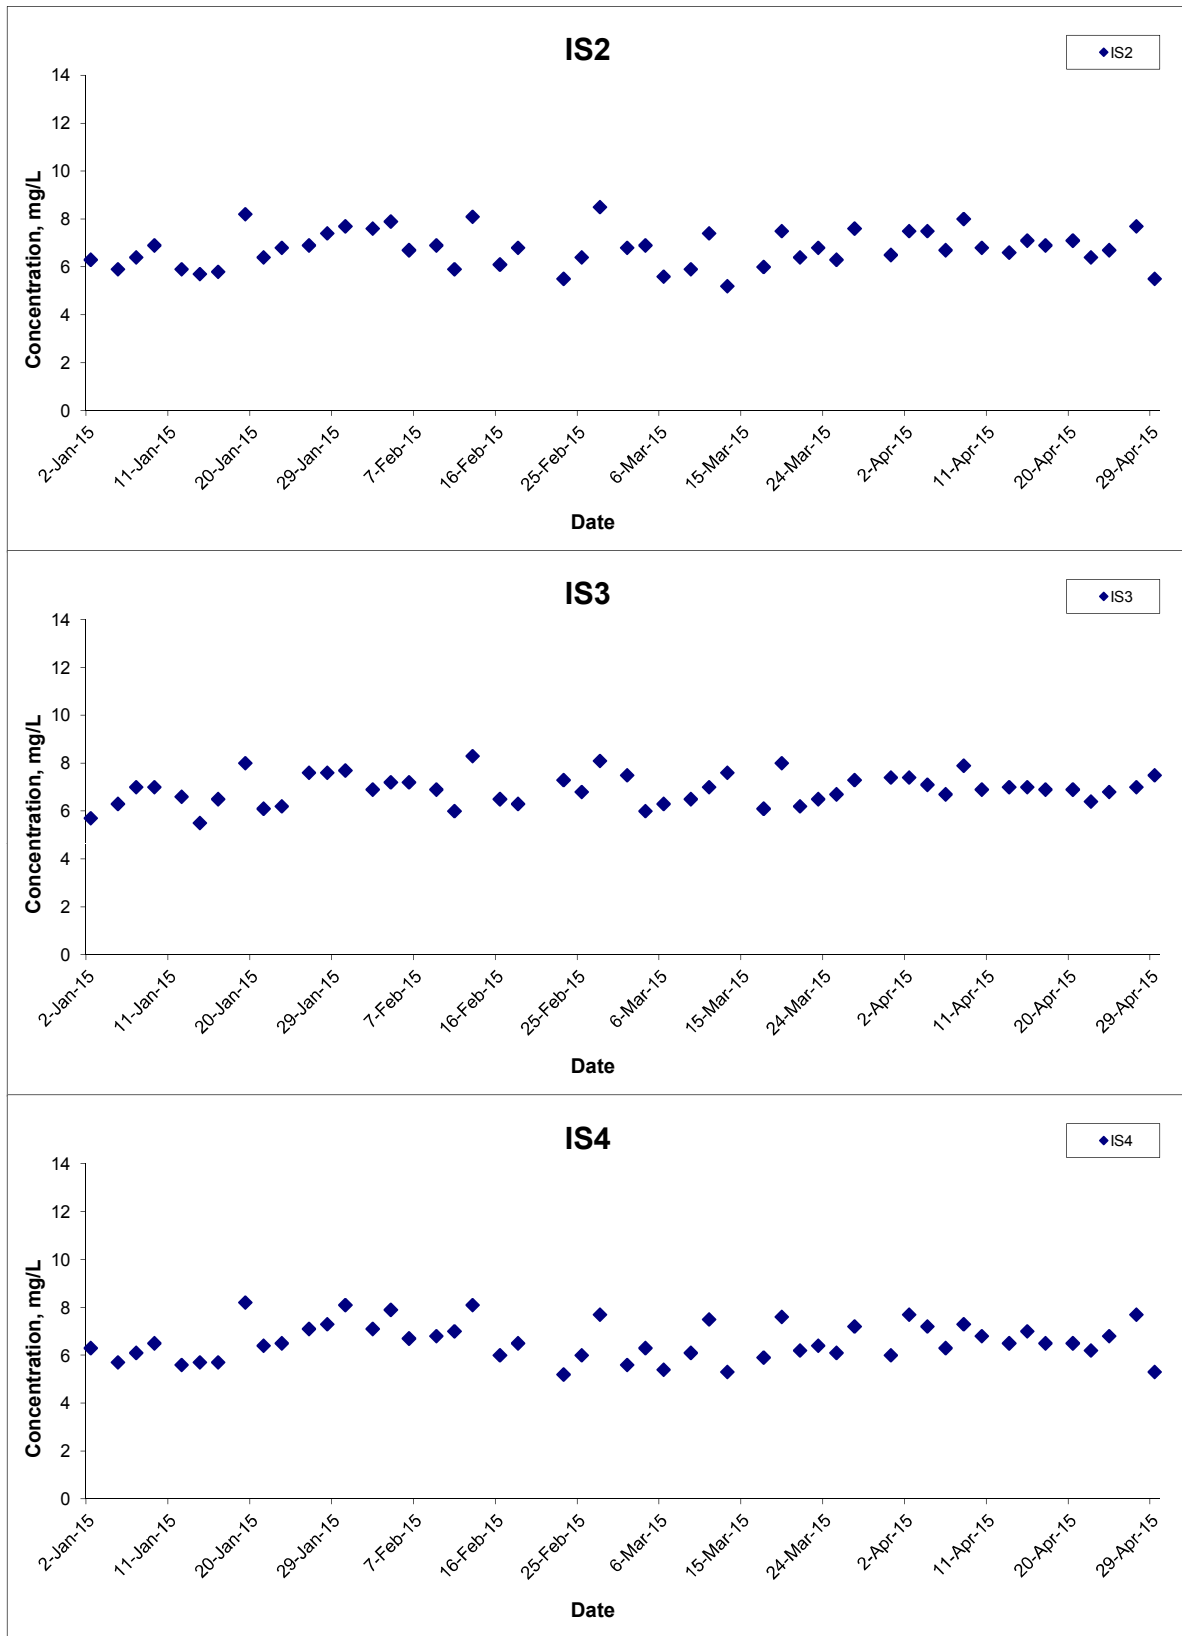 IS2
IS2
14
12
10
8
6
4
2
0
Concentration, mg/L
2-Jan-15
11-Jan-15
20-Jan-15
29-Jan-15
7-Feb-15
16-Feb-15
25-Feb-15
6-Mar-15
15-Mar-15
24-Mar-15
2-Apr-15
11-Apr-15
20-Apr-15
29-Apr-15
Date
IS3
IS3
14
12
10
8
6
4
2
0
Concentration, mg/L
2-Jan-15
11-Jan-15
20-Jan-15
29-Jan-15
7-Feb-15
16-Feb-15
25-Feb-15
6-Mar-15
15-Mar-15
24-Mar-15
2-Apr-15
11-Apr-15
20-Apr-15
29-Apr-15
Date
IS4
IS4
14
12
10
8
6
4
2
0
Concentration, mg/L
2-Jan-15
11-Jan-15
20-Jan-15
29-Jan-15
7-Feb-15
16-Feb-15
25-Feb-15
6-Mar-15
15-Mar-15
24-Mar-15
2-Apr-15
11-Apr-15
20-Apr-15
29-Apr-15
Date